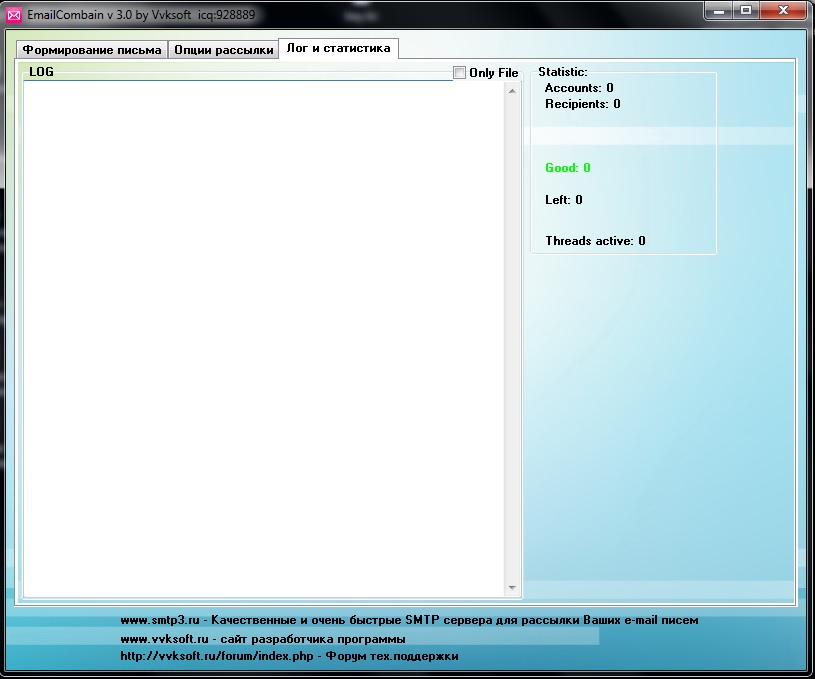 EmailCombain v 3.0 by Vvksoft icq:928889
Формирование письма
Опции рассылки
Лог и статистика
LOG
Only File
Statistic:
Accounts: 0
Recipients: 0
Good: 0
Left: 0
Threads active: 0
www.smtp3.ru - Качественные и очень быстрые SMTP сервера для рассылки Ваших e-mail писем
www.vvksoft.ru - сайт разработчика программы
http://vvksoft.ru/forum/index.php - Форум тех.поддержки